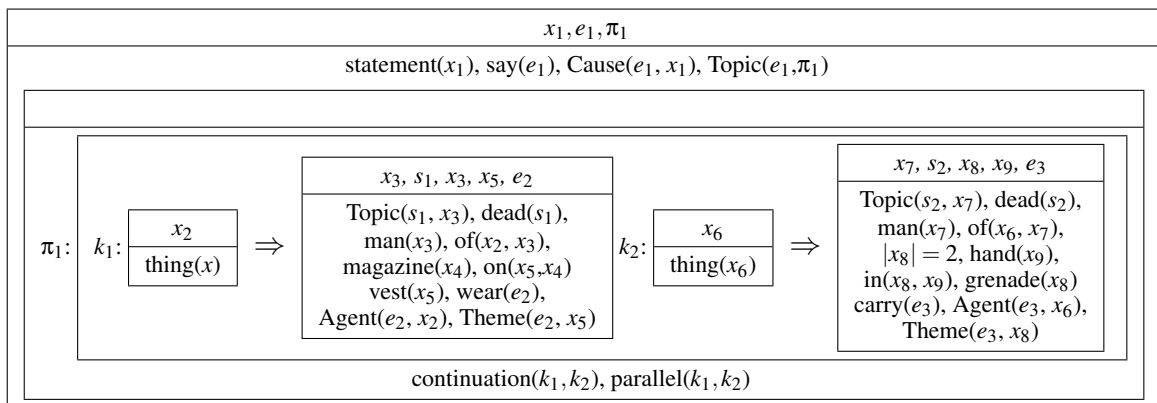 x₁, e₁, π₁
statement(x₁), say(e₁), Cause(e₁, x₁), Topic(e₁,π₁)
π₁:
k₁:
x₂
thing(x)
⇒
x₃, s₁, x₃, x₅, e₂
Topic(s₁, x₃), dead(s₁),
man(x₃), of(x₂, x₃),
magazine(x₄), on(x₅,x₄)
vest(x₅), wear(e₂),
Agent(e₂, x₂), Theme(e₂, x₅)
k₂:
x₆
thing(x₆)
⇒
x₇, s₂, x₈, x₉, e₃
Topic(s₂, x₇), dead(s₂),
man(x₇), of(x₆, x₇),
|x₈| = 2, hand(x₉),
in(x₈, x₉), grenade(x₈)
carry(e₃), Agent(e₃, x₆),
Theme(e₃, x₈)
continuation(k₁,k₂), parallel(k₁,k₂)